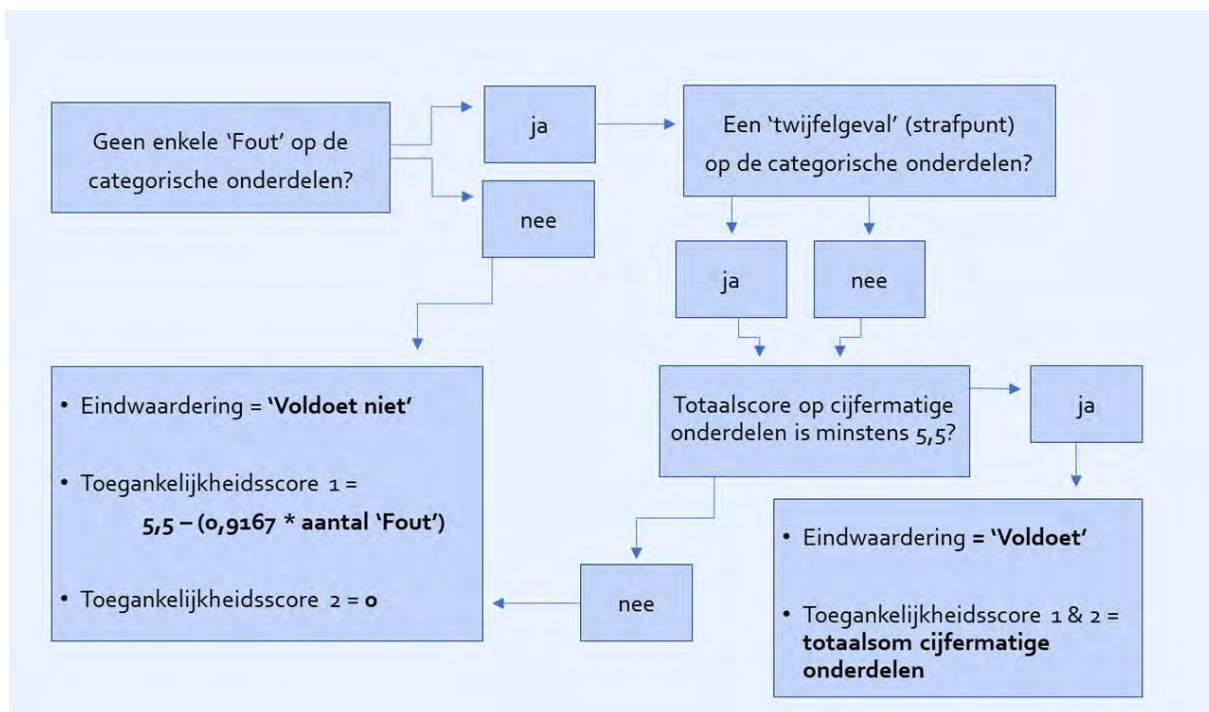 Geen enkele ‘Fout’ op de
categorische onderdelen?
ja
nee
Een ‘twijfelgeval’ (strafpunt)
op de categorische onderdelen?
ja
nee
Totaalscore op cijfermatige
onderdelen is minstens 5,5?
ja
nee
• Eindwaardering = ‘Voldoet niet’
• Toegankelijkheidsscore 1 =
5,5 – (0,9167 * aantal ‘Fout’)
• Toegankelijkheidsscore 2 = 0
• Eindwaardering = ‘Voldoet’
• Toegankelijkheidsscore 1 & 2 =
totaalsom cijfermatige
onderdelen